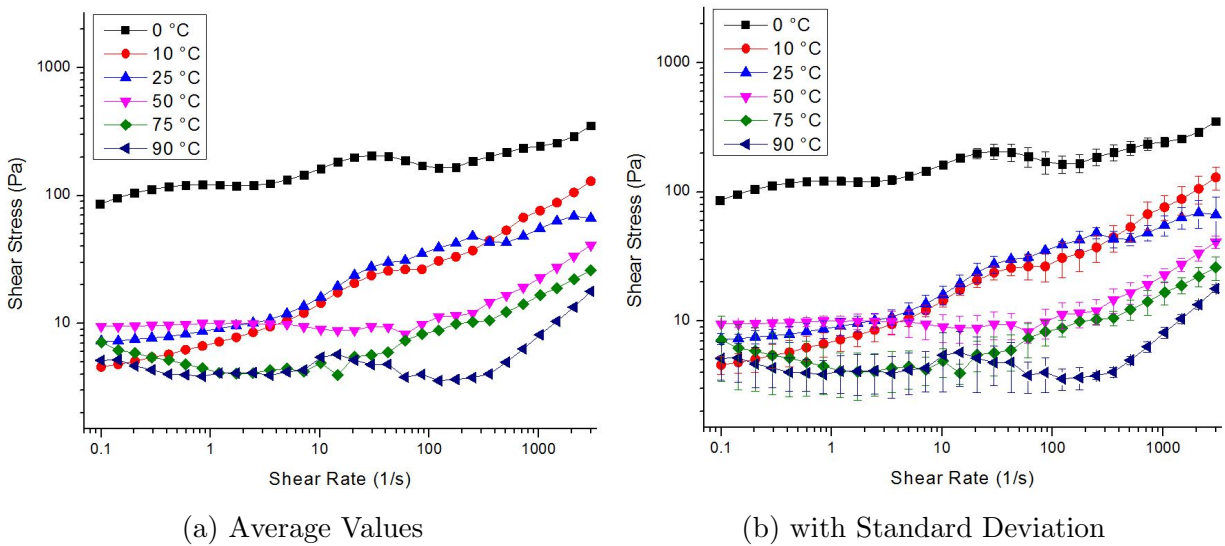 0 °C
10 °C
25 °C
50 °C
75 °C
90 °C
1000
100
10
Shear Stress (Pa)
0.1
1
10
100
1000
Shear Rate (1/s)
(a) Average Values
0 °C
10 °C
25 °C
50 °C
75 °C
90 °C
1000
100
10
Shear Stress (Pa)
0.1
1
10
100
1000
Shear Rate (1/s)
(b) with Standard Deviation